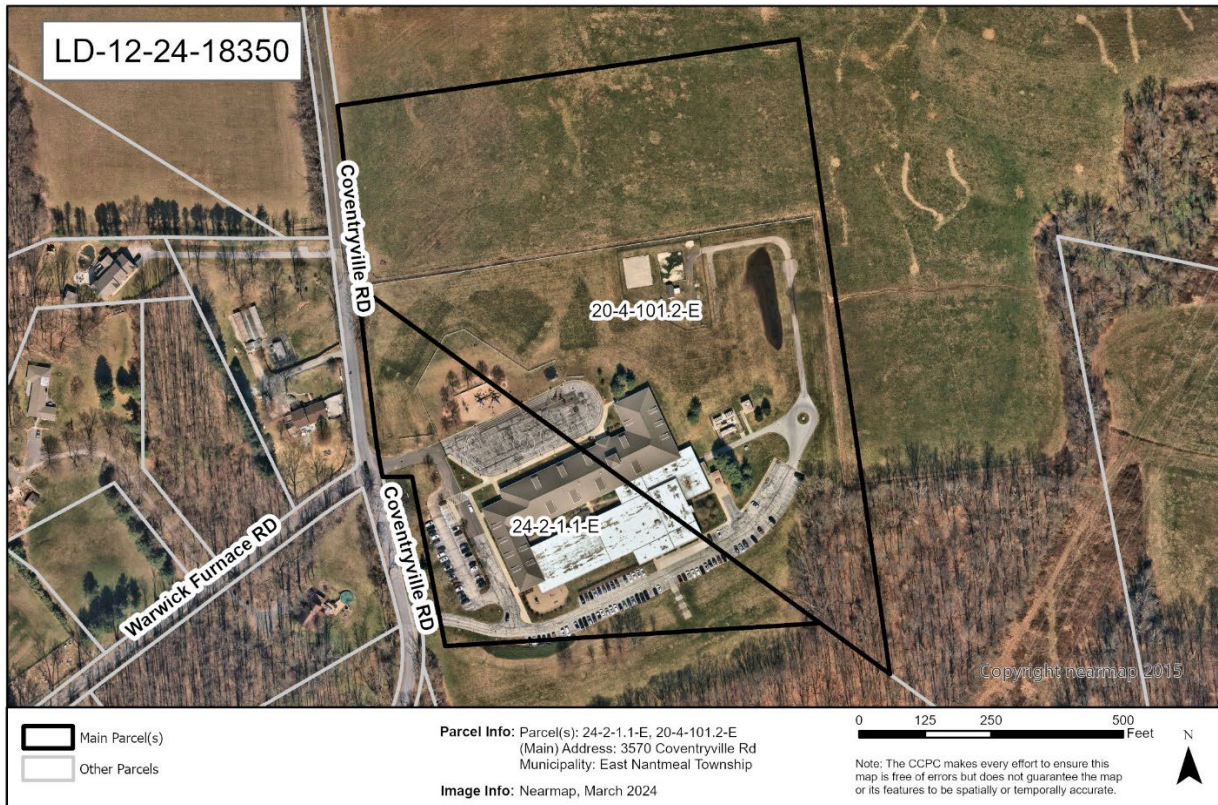 LD-12-24-18350
Coventryville RD
20-4-101.2-E
24-2-1.1-E
Coventryville RD
Warwick Furnace RD
Copyright nearmap 2015
Main Parcel(s)
Other Parcels
Parcel Info: Parcel(s): 24-2-1.1-E, 20-4-101.2-E
(Main) Address: 3570 Coventryville Rd
Municipality: East Nantmeal Township
Image Info: Nearmap, March 2024
0 125 250 500
Feet
Note: The CCPC makes every effort to ensure this
map is free of errors but does not guarantee the map
or its features to be spatially or temporally accurate.
N